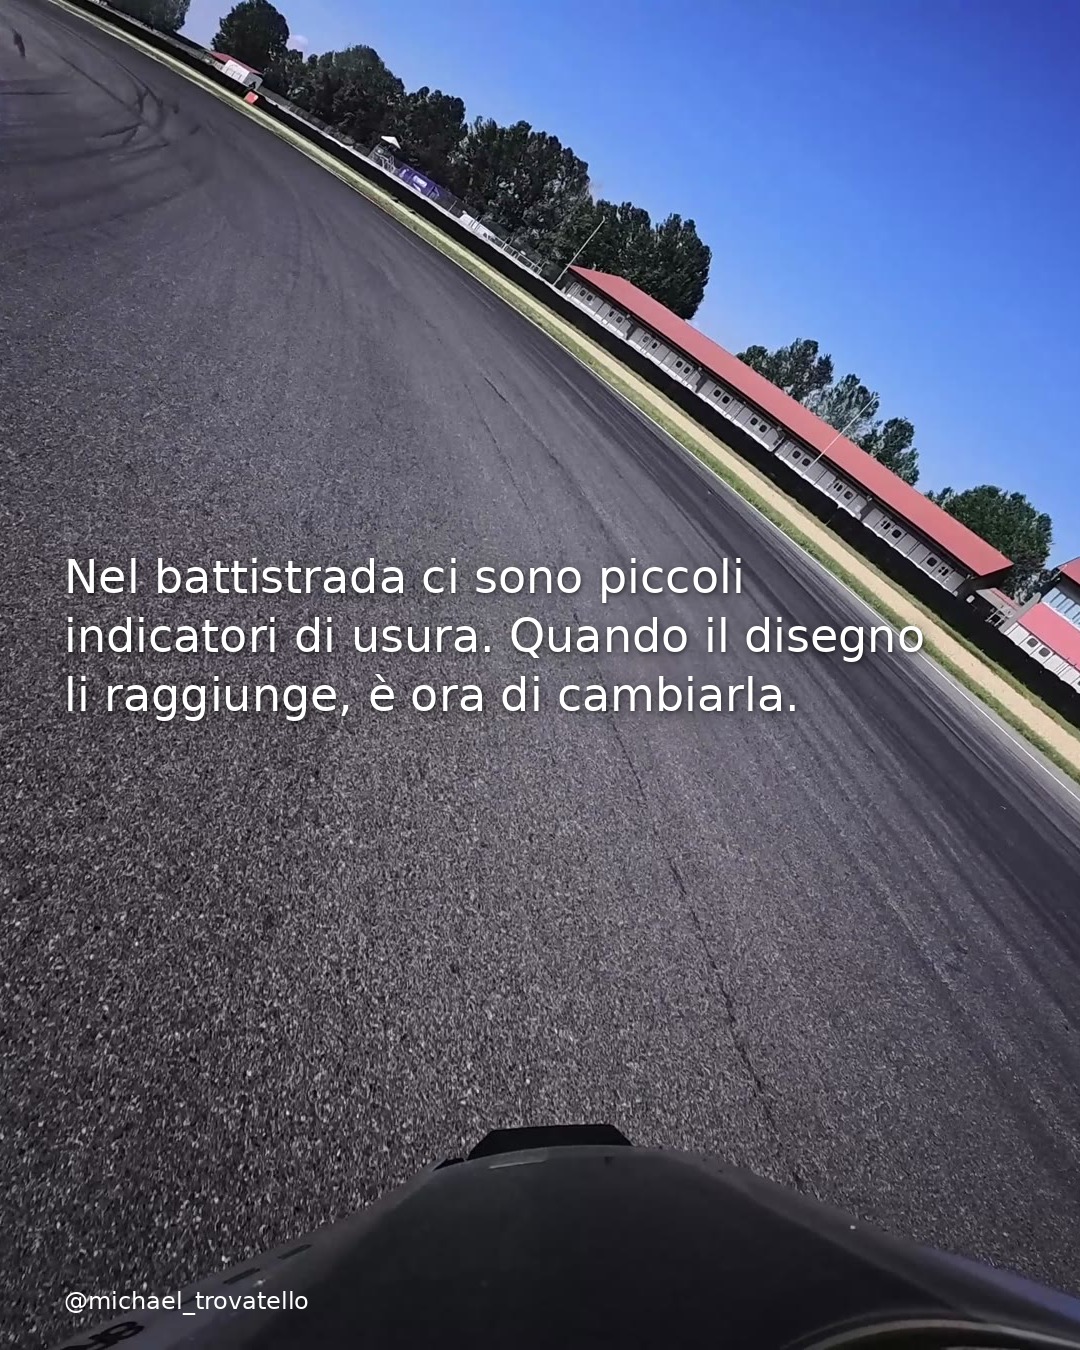 Nel battistrada ci sono piccoli
indicatori di usura. Quando il disegno
li raggiunge, è ora di cambiarla.
@michael_trovatello